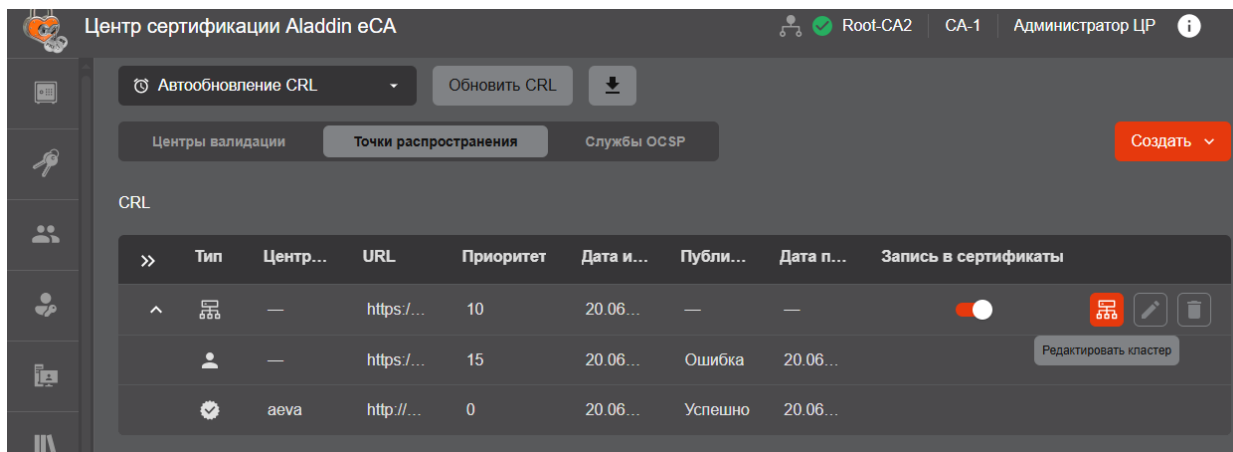 Центр сертификации Aladdin eCA Root-CA2 CA-1 Администратор ЦР i
Автообновление CRL Обновить CRL
Центры валидации Точки распространения Службы OCSP Создать
CRL
Тип Центр... URL Приоритет Дата и... Публи... Дата п... Запись в сертификаты
— https:/... 10 20.06... — —
— https:/... 15 20.06... Ошибка 20.06...
Редактировать кластер
aeva http://... 0 20.06... Успешно 20.06...